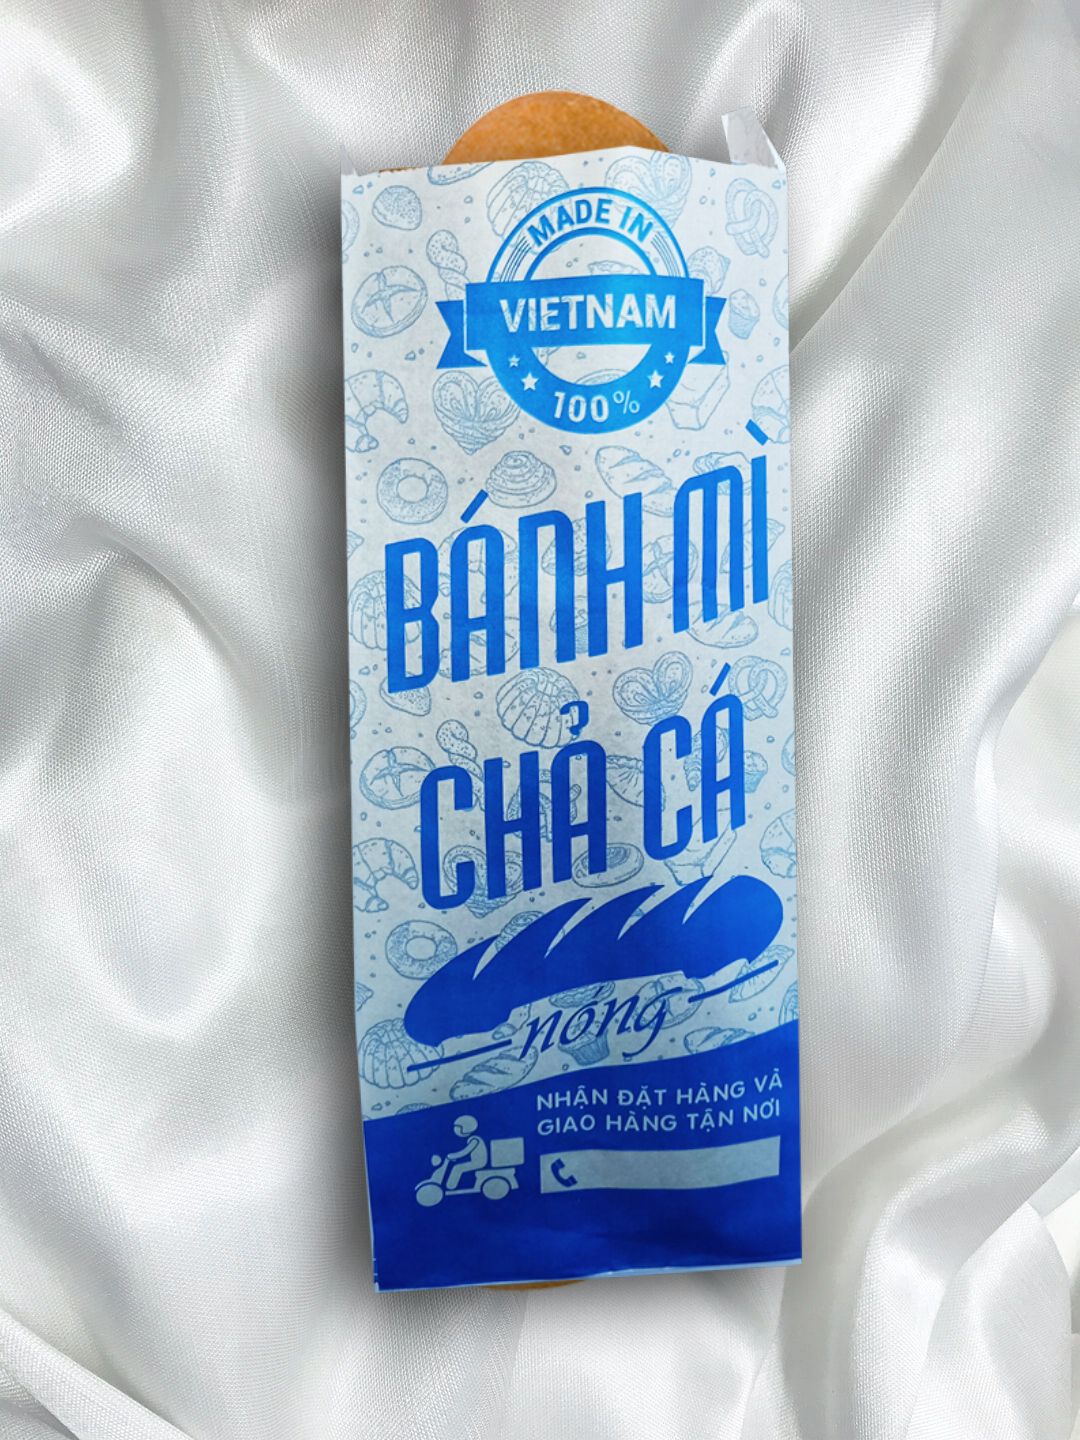 MADE IN
VIETNAM
100%
BÁNH MÌ
CHẢ CÁ
nóng
NHẬN ĐẶT HÀNG VÀ
GIAO HÀNG TẬN NƠI